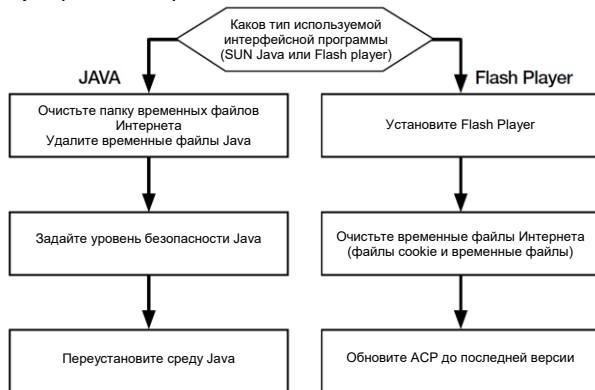 Каков тип используемой
интерфейсной программы
(SUN Java или Flash player)
JAVA
Flash Player
Очистьте папку временных файлов
Интернета
Удалите временные файлы Java
Установите Flash Player
Задайте уровень безопасности Java
Очистьте временные файлы Интернета
(файлы cookie и временные файлы)
Переустановите среду Java
Обновите ACP до последней версии